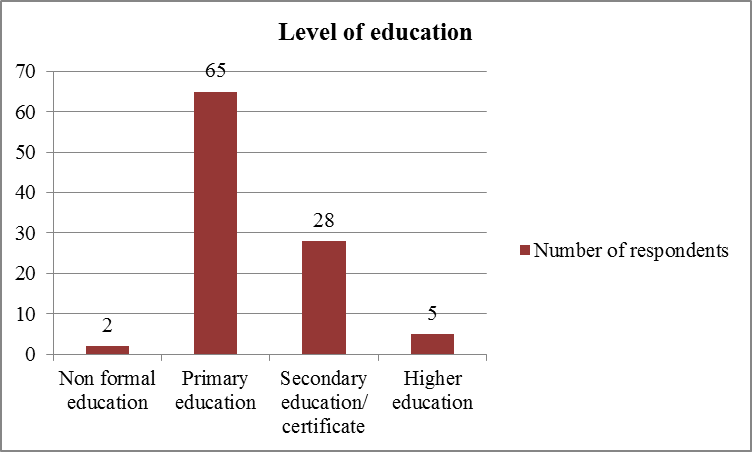 Level of education
70
60
50
40
30
20
10
0
2
65
28
5
Non formal
education
Primary
education
Secondary
education/
certificate
Higher
education
Number of respondents